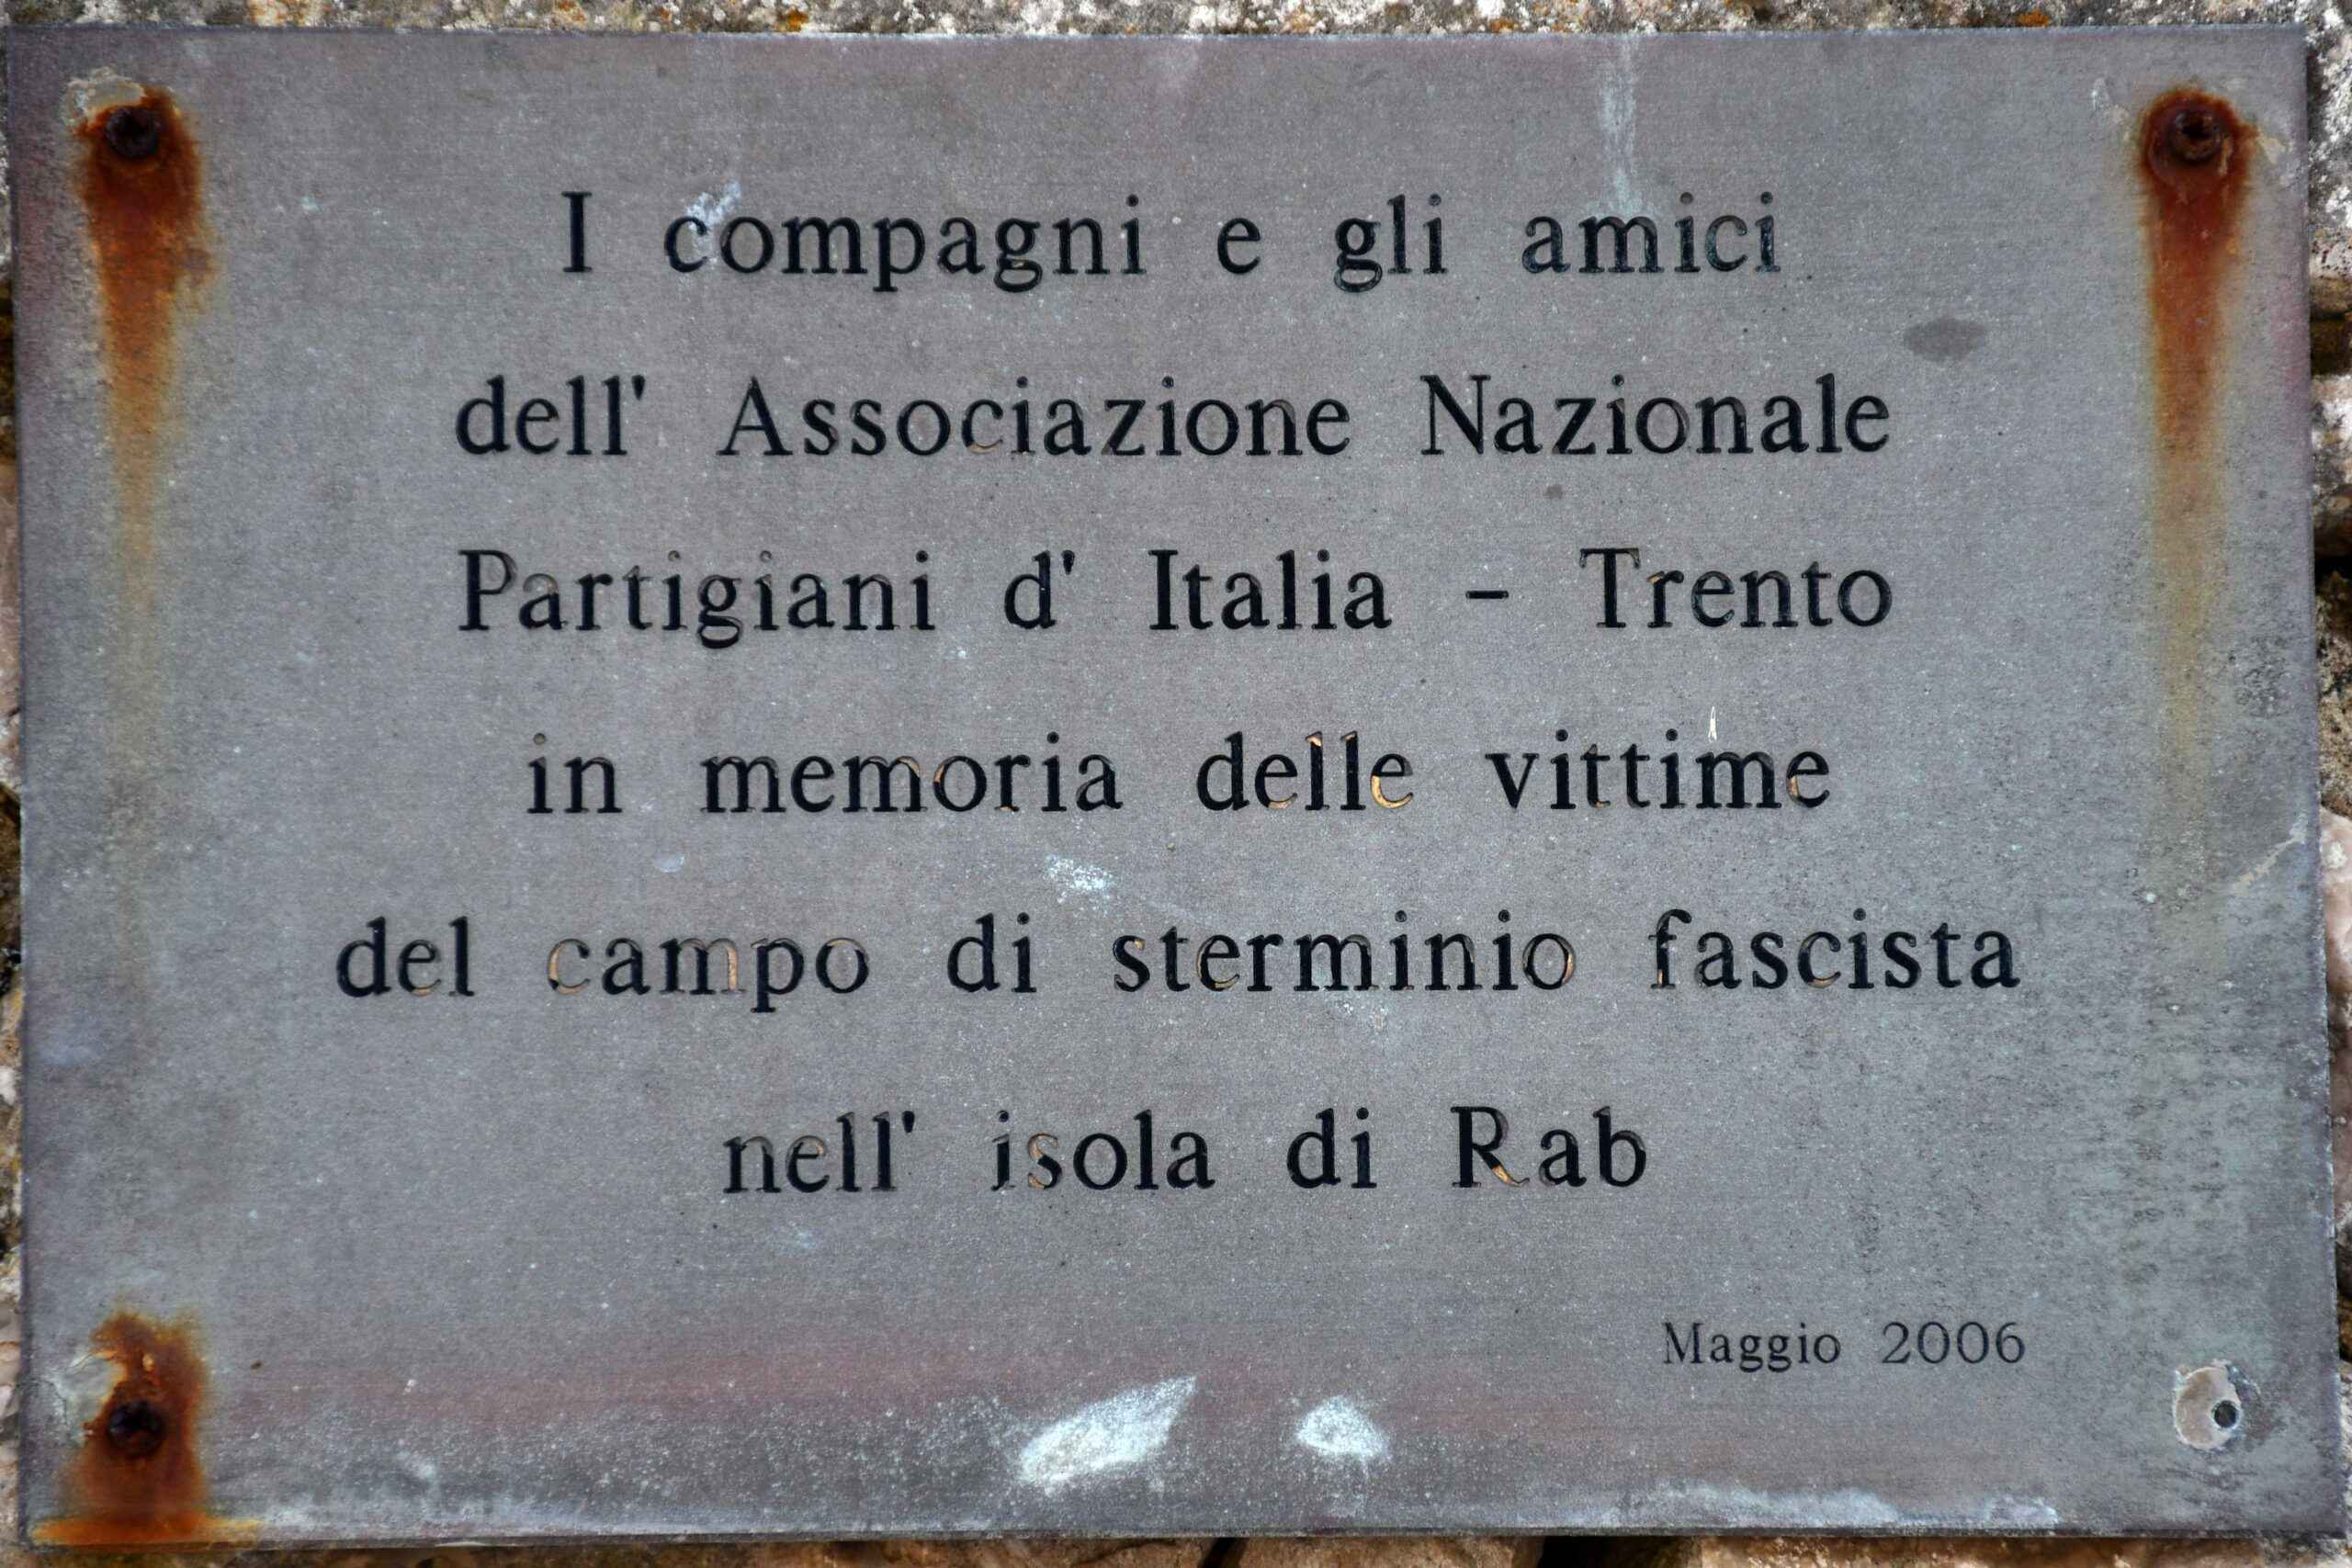 I compagni e gli amici
dell' Associazione Nazionale
Partigiani d' Italia - Trento
in memoria delle vittime
del campo di sterminio fascista
nell' isola di Rab
Maggio 2006